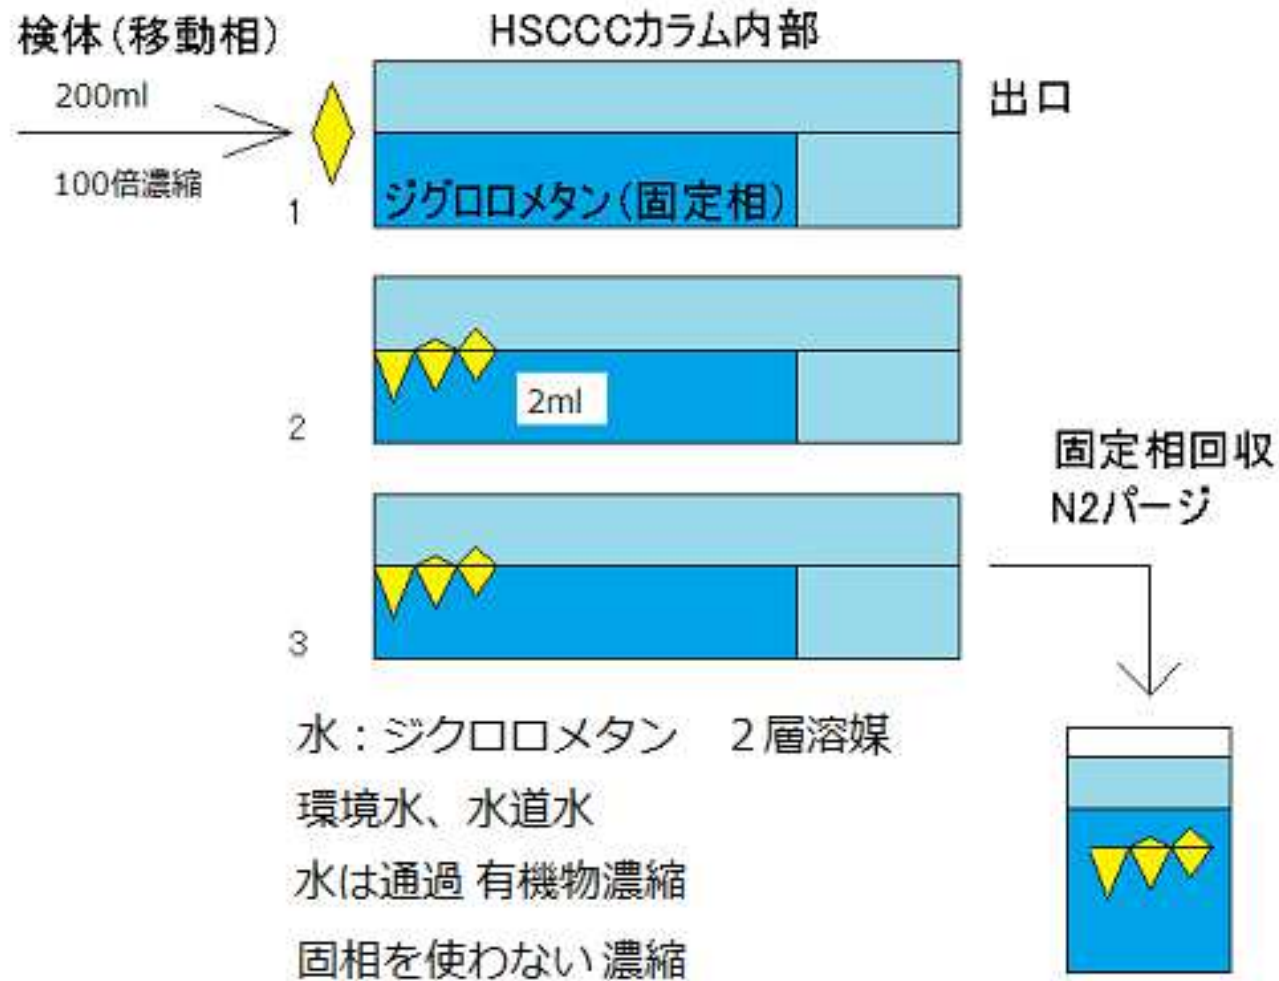 検体(移動相)
HSCCCカラム内部
200ml
出口
100倍濃縮
1
ジグロロメタン(固定相)
2ml
2
固定相回収
N2パージ
3
水:ジクロロメタン 2層溶媒
環境水、水道水
水は通過 有機物濃縮
固相を使わない 濃縮